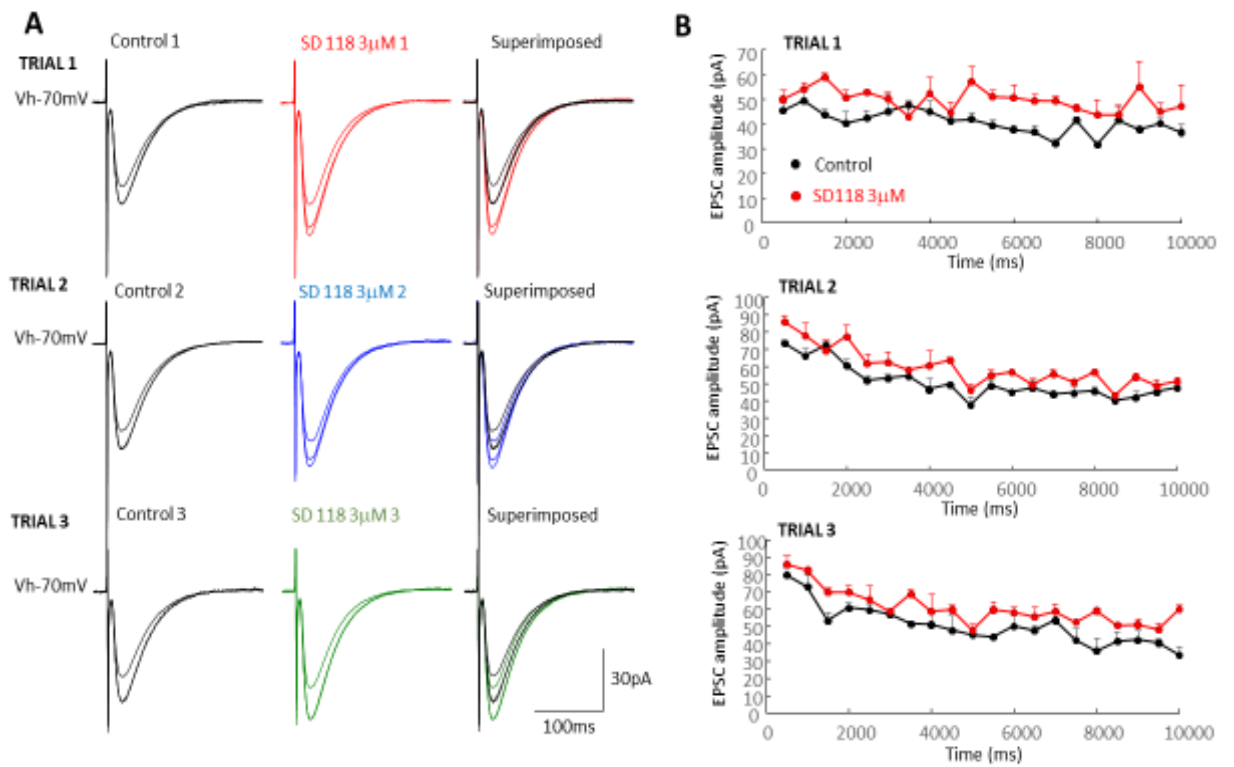 A
Control 1
SD 118 3μM 1
Superimposed
TRIAL 1
Vh-70mV
TRIAL 2
Control 2
SD 118 3μM 2
Superimposed
Vh-70mV
TRIAL 3
Control 3
SD 118 3μM 3
Superimposed
Vh-70mV
30pA
100ms
B
TRIAL 1
EPSC amplitude (pA)
70
60
50
40
30
20
10
0
Control
SD118 3μM
0 2000 4000 6000 8000 10000
Time (ms)
TRIAL 2
EPSC amplitude (pA)
100
90
80
70
60
50
40
30
20
10
0
0 2000 4000 6000 8000 10000
Time (ms)
TRIAL 3
EPSC amplitude (pA)
100
90
80
70
60
50
40
30
20
10
0
0 2000 4000 6000 8000 10000
Time (ms)